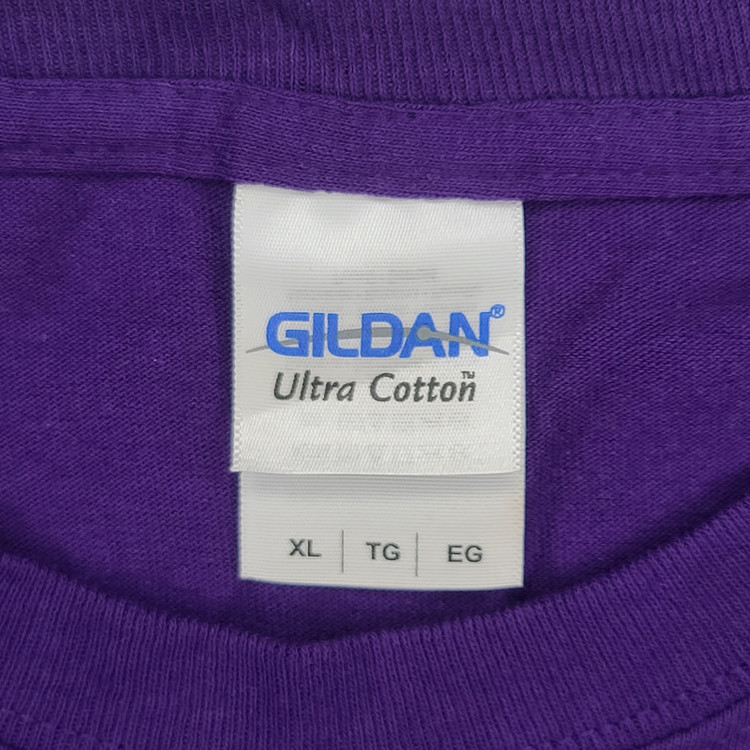 GILDAN®
Ultra Cotton™
XL | TG | EG